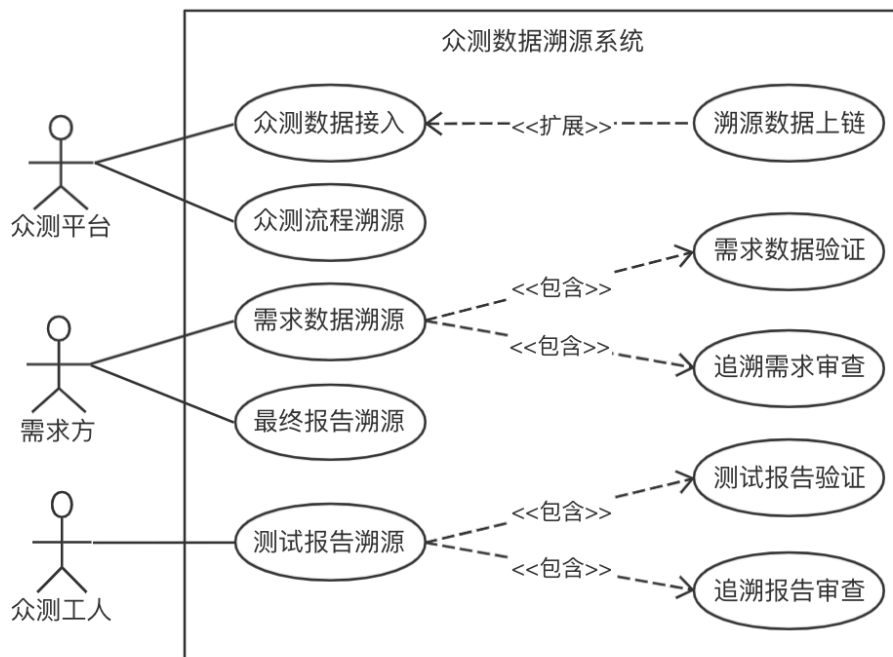 众测数据溯源系统
众测数据接入
<<扩展>>
溯源数据上链
众测平台
众测流程溯源
需求数据验证
<<包含>>
需求数据溯源
<<包含>>
追溯需求审查
需求方
最终报告溯源
测试报告验证
<<包含>>
测试报告溯源
<<包含>>
追溯报告审查
众测工人